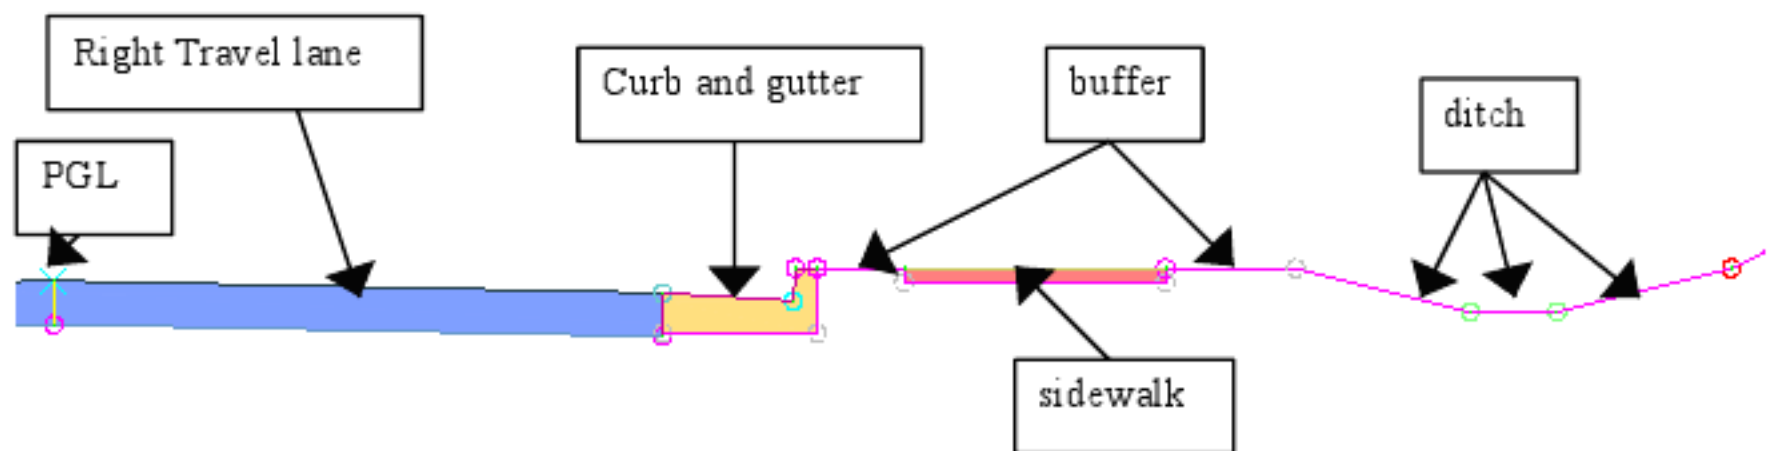 Right Travel lane
Curb and gutter
buffer
ditch
PGL
sidewalk